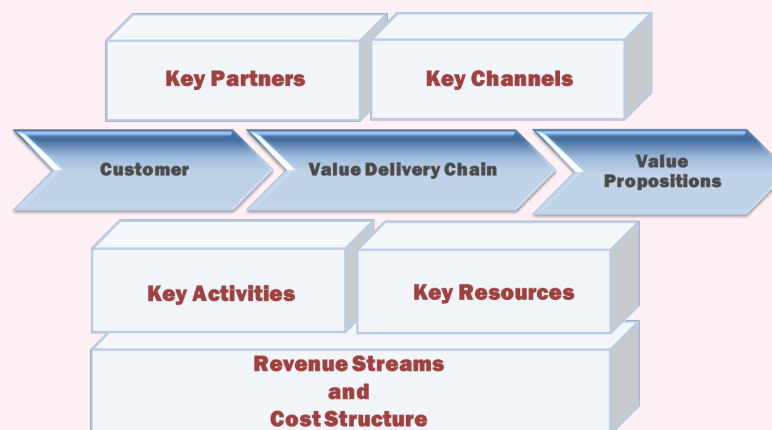 Key Partners
Key Channels
Customer
Value Delivery Chain
Value
Propositions
Key Activities
Key Resources
Revenue Streams
and
Cost Structure